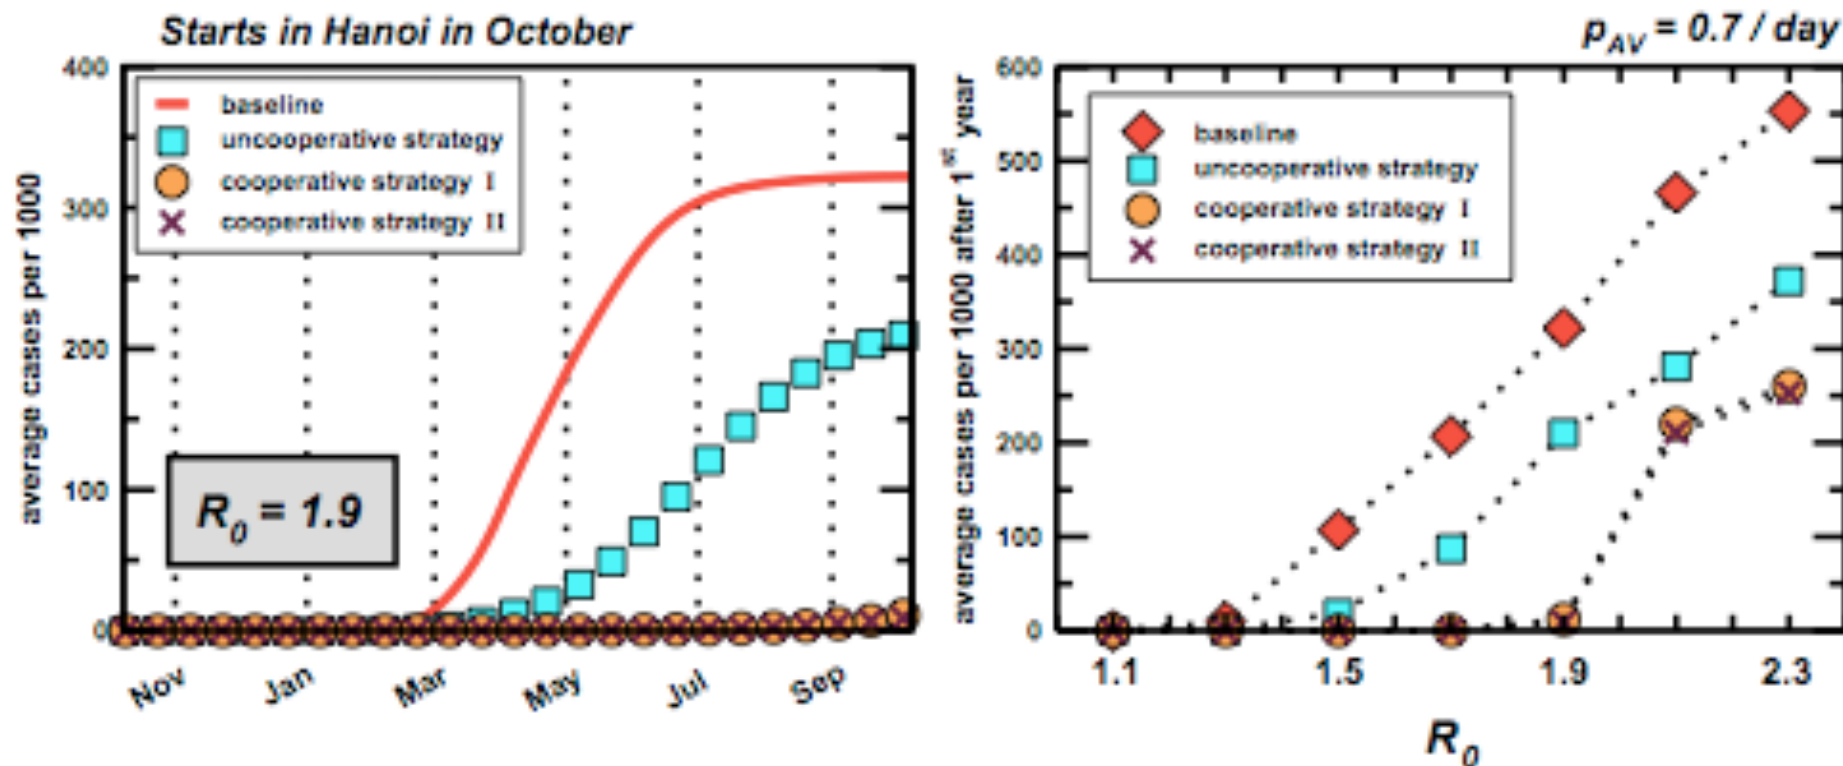 Starts in Hanoi in October
400
300
200
100
0
average cases per 1000
baseline
uncooperative strategy
cooperative strategy I
cooperative strategy II
R0 = 1.9
Nov
Jan
Mar
May
Jul
Sep
pAV = 0.7 / day
600
500
400
300
200
100
0
average cases per 1000 after 1st year
baseline
uncooperative strategy
cooperative strategy I
cooperative strategy II
1.1
1.5
1.9
2.3
R0